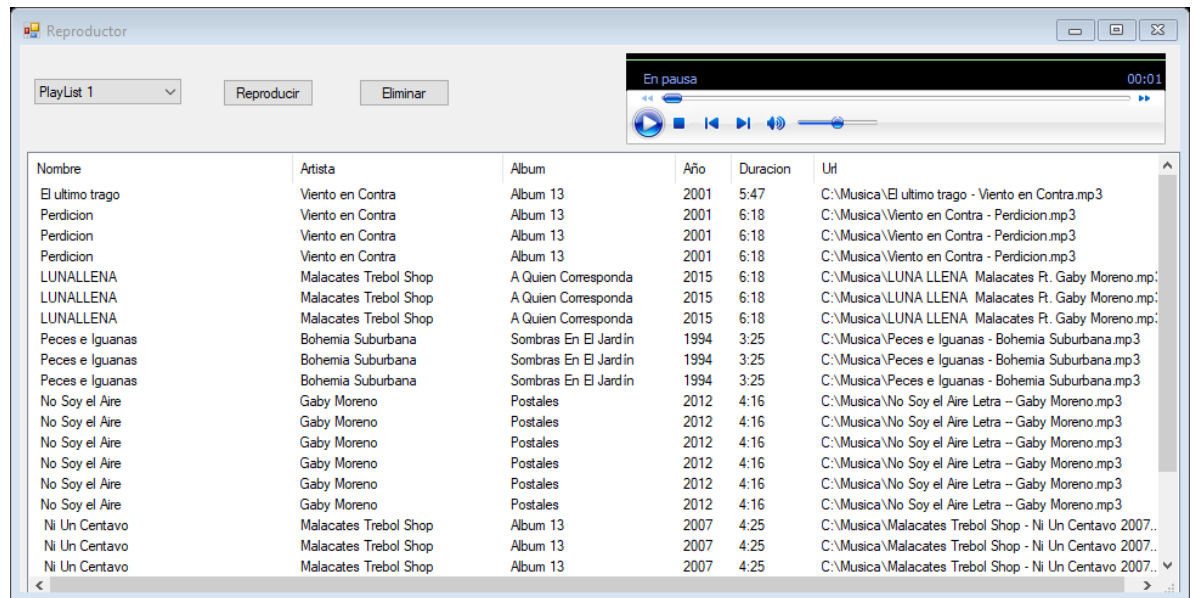 Reproductor
PlayList 1 Reproducir Eliminar
En pausa 00:01
Nombre Artista Album Año Duracion Url
El ultimo trago Viento en Contra Album 13 2001 5:47 C:\Musica\El ultimo trago - Viento en Contra.mp3
Perdicion Viento en Contra Album 13 2001 6:18 C:\Musica\Viento en Contra - Perdicion.mp3
Perdicion Viento en Contra Album 13 2001 6:18 C:\Musica\Viento en Contra - Perdicion.mp3
Perdicion Viento en Contra Album 13 2001 6:18 C:\Musica\Viento en Contra - Perdicion.mp3
LUNALLENA Malacates Trebol Shop A Quien Corresponda 2015 6:18 C:\Musica\LUNA LLENA Malacates Ft. Gaby Moreno.mp3
LUNALLENA Malacates Trebol Shop A Quien Corresponda 2015 6:18 C:\Musica\LUNA LLENA Malacates Ft. Gaby Moreno.mp3
LUNALLENA Malacates Trebol Shop A Quien Corresponda 2015 6:18 C:\Musica\LUNA LLENA Malacates Ft. Gaby Moreno.mp3
Peces e Iguanas Bohemia Suburbana Sombras En El Jardín 1994 3:25 C:\Musica\Peces e Iguanas - Bohemia Suburbana.mp3
Peces e Iguanas Bohemia Suburbana Sombras En El Jardín 1994 3:25 C:\Musica\Peces e Iguanas - Bohemia Suburbana.mp3
Peces e Iguanas Bohemia Suburbana Sombras En El Jardín 1994 3:25 C:\Musica\Peces e Iguanas - Bohemia Suburbana.mp3
No Soy el Aire Gaby Moreno Postales 2012 4:16 C:\Musica\No Soy el Aire Letra -- Gaby Moreno.mp3
No Soy el Aire Gaby Moreno Postales 2012 4:16 C:\Musica\No Soy el Aire Letra -- Gaby Moreno.mp3
No Soy el Aire Gaby Moreno Postales 2012 4:16 C:\Musica\No Soy el Aire Letra -- Gaby Moreno.mp3
No Soy el Aire Gaby Moreno Postales 2012 4:16 C:\Musica\No Soy el Aire Letra -- Gaby Moreno.mp3
No Soy el Aire Gaby Moreno Postales 2012 4:16 C:\Musica\No Soy el Aire Letra -- Gaby Moreno.mp3
No Soy el Aire Gaby Moreno Postales 2012 4:16 C:\Musica\No Soy el Aire Letra -- Gaby Moreno.mp3
Ni Un Centavo Malacates Trebol Shop Album 13 2007 4:25 C:\Musica\Malacates Trebol Shop - Ni Un Centavo 2007...
Ni Un Centavo Malacates Trebol Shop Album 13 2007 4:25 C:\Musica\Malacates Trebol Shop - Ni Un Centavo 2007...
Ni Un Centavo Malacates Trebol Shop Album 13 2007 4:25 C:\Musica\Malacates Trebol Shop - Ni Un Centavo 2007...